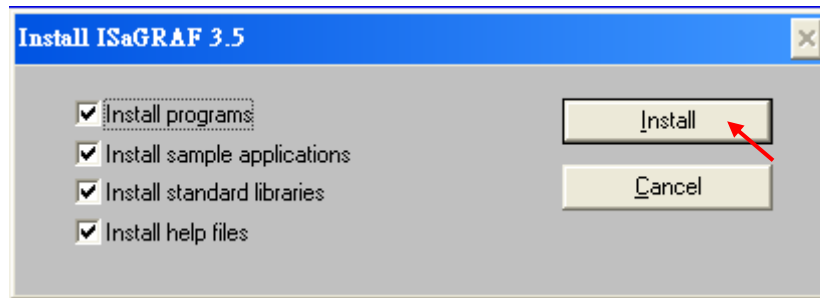 Install ISaGRAF 3.5
Install programs
Install sample applications
Install standard libraries
Install help files
Install
Cancel